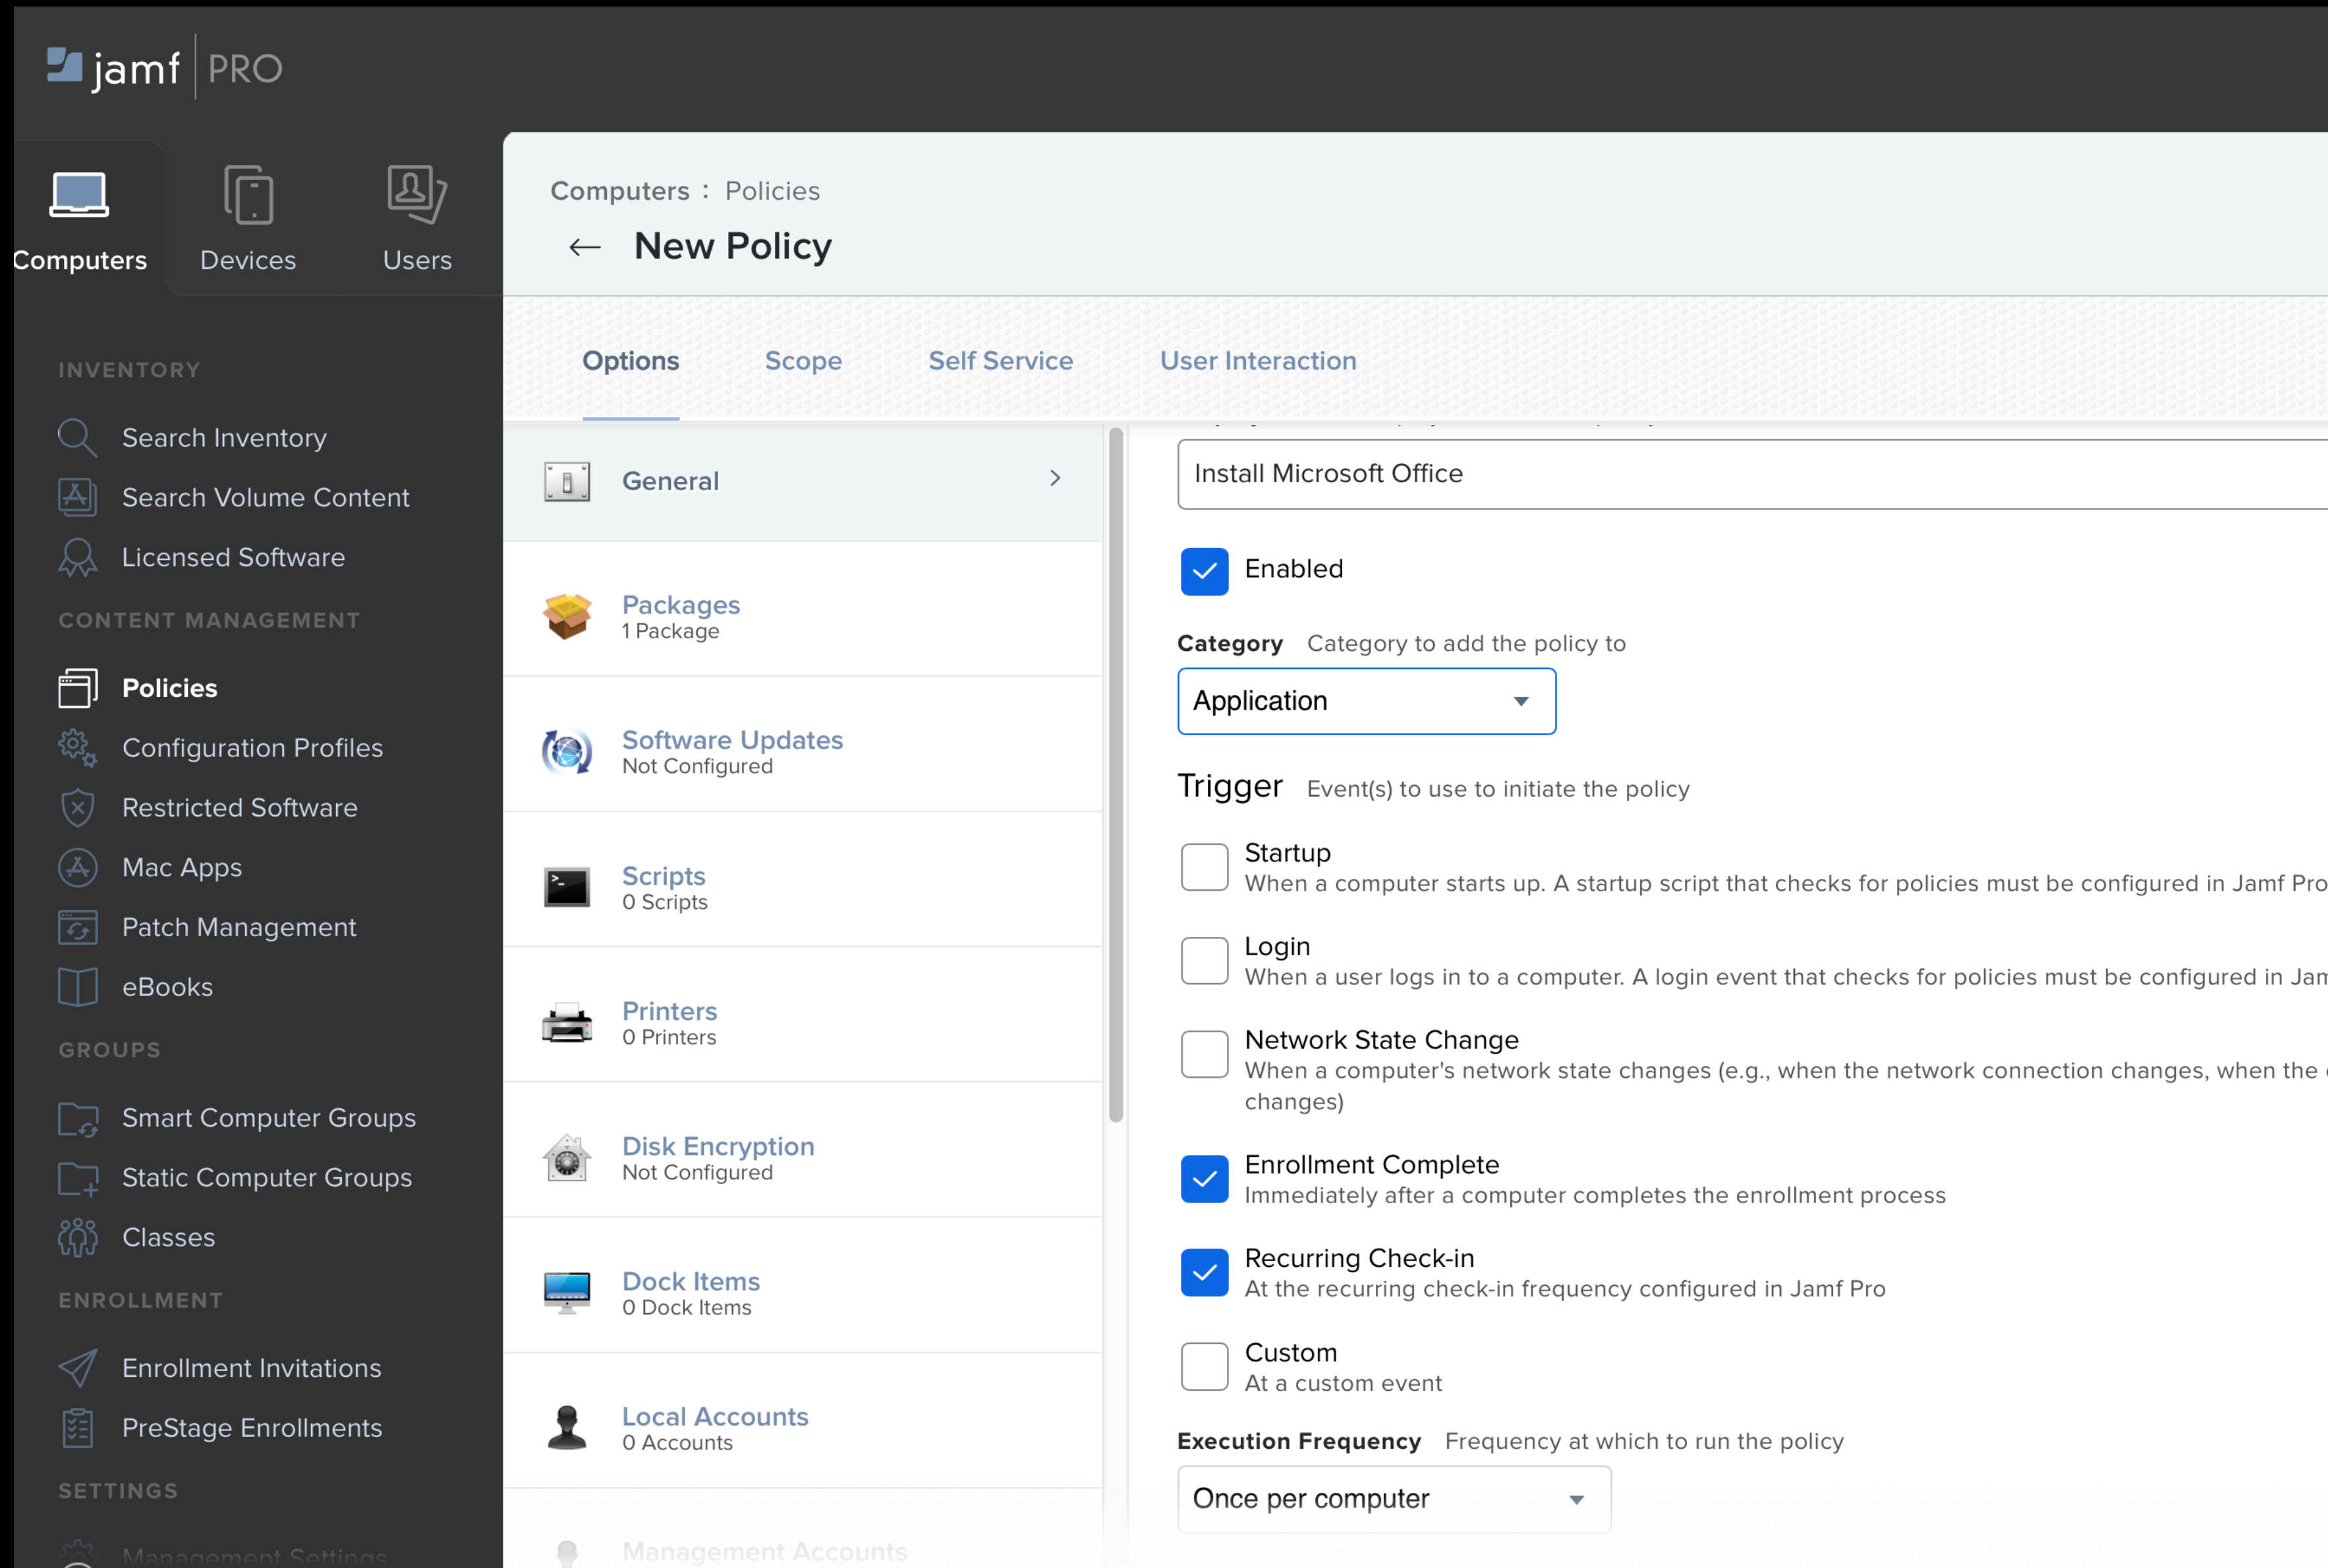 jamf PRO
Computers
Devices
Users
INVENTORY
Search Inventory
Search Volume Content
Licensed Software
CONTENT MANAGEMENT
Policies
Configuration Profiles
Restricted Software
Mac Apps
Patch Management
eBooks
GROUPS
Smart Computer Groups
Static Computer Groups
Classes
ENROLLMENT
Enrollment Invitations
PreStage Enrollments
SETTINGS
Management Settings
Computers : Policies
← New Policy
Options
Scope
Self Service
User Interaction
General
Packages
1 Package
Software Updates
Not Configured
Scripts
0 Scripts
Printers
0 Printers
Disk Encryption
Not Configured
Dock Items
0 Dock Items
Local Accounts
0 Accounts
Management Accounts
Install Microsoft Office
Enabled
Category Category to add the policy to
Application
Trigger Event(s) to use to initiate the policy
Startup
When a computer starts up. A startup script that checks for policies must be configured in Jamf Pro
Login
When a user logs in to a computer. A login event that checks for policies must be configured in
Network State Change
When a computer's network state changes (e.g., when the network connection changes, when the
changes)
Enrollment Complete
Immediately after a computer completes the enrollment process
Recurring Check-in
At the recurring check-in frequency configured in Jamf Pro
Custom
At a custom event
Execution Frequency Frequency at which to run the policy
Once per computer